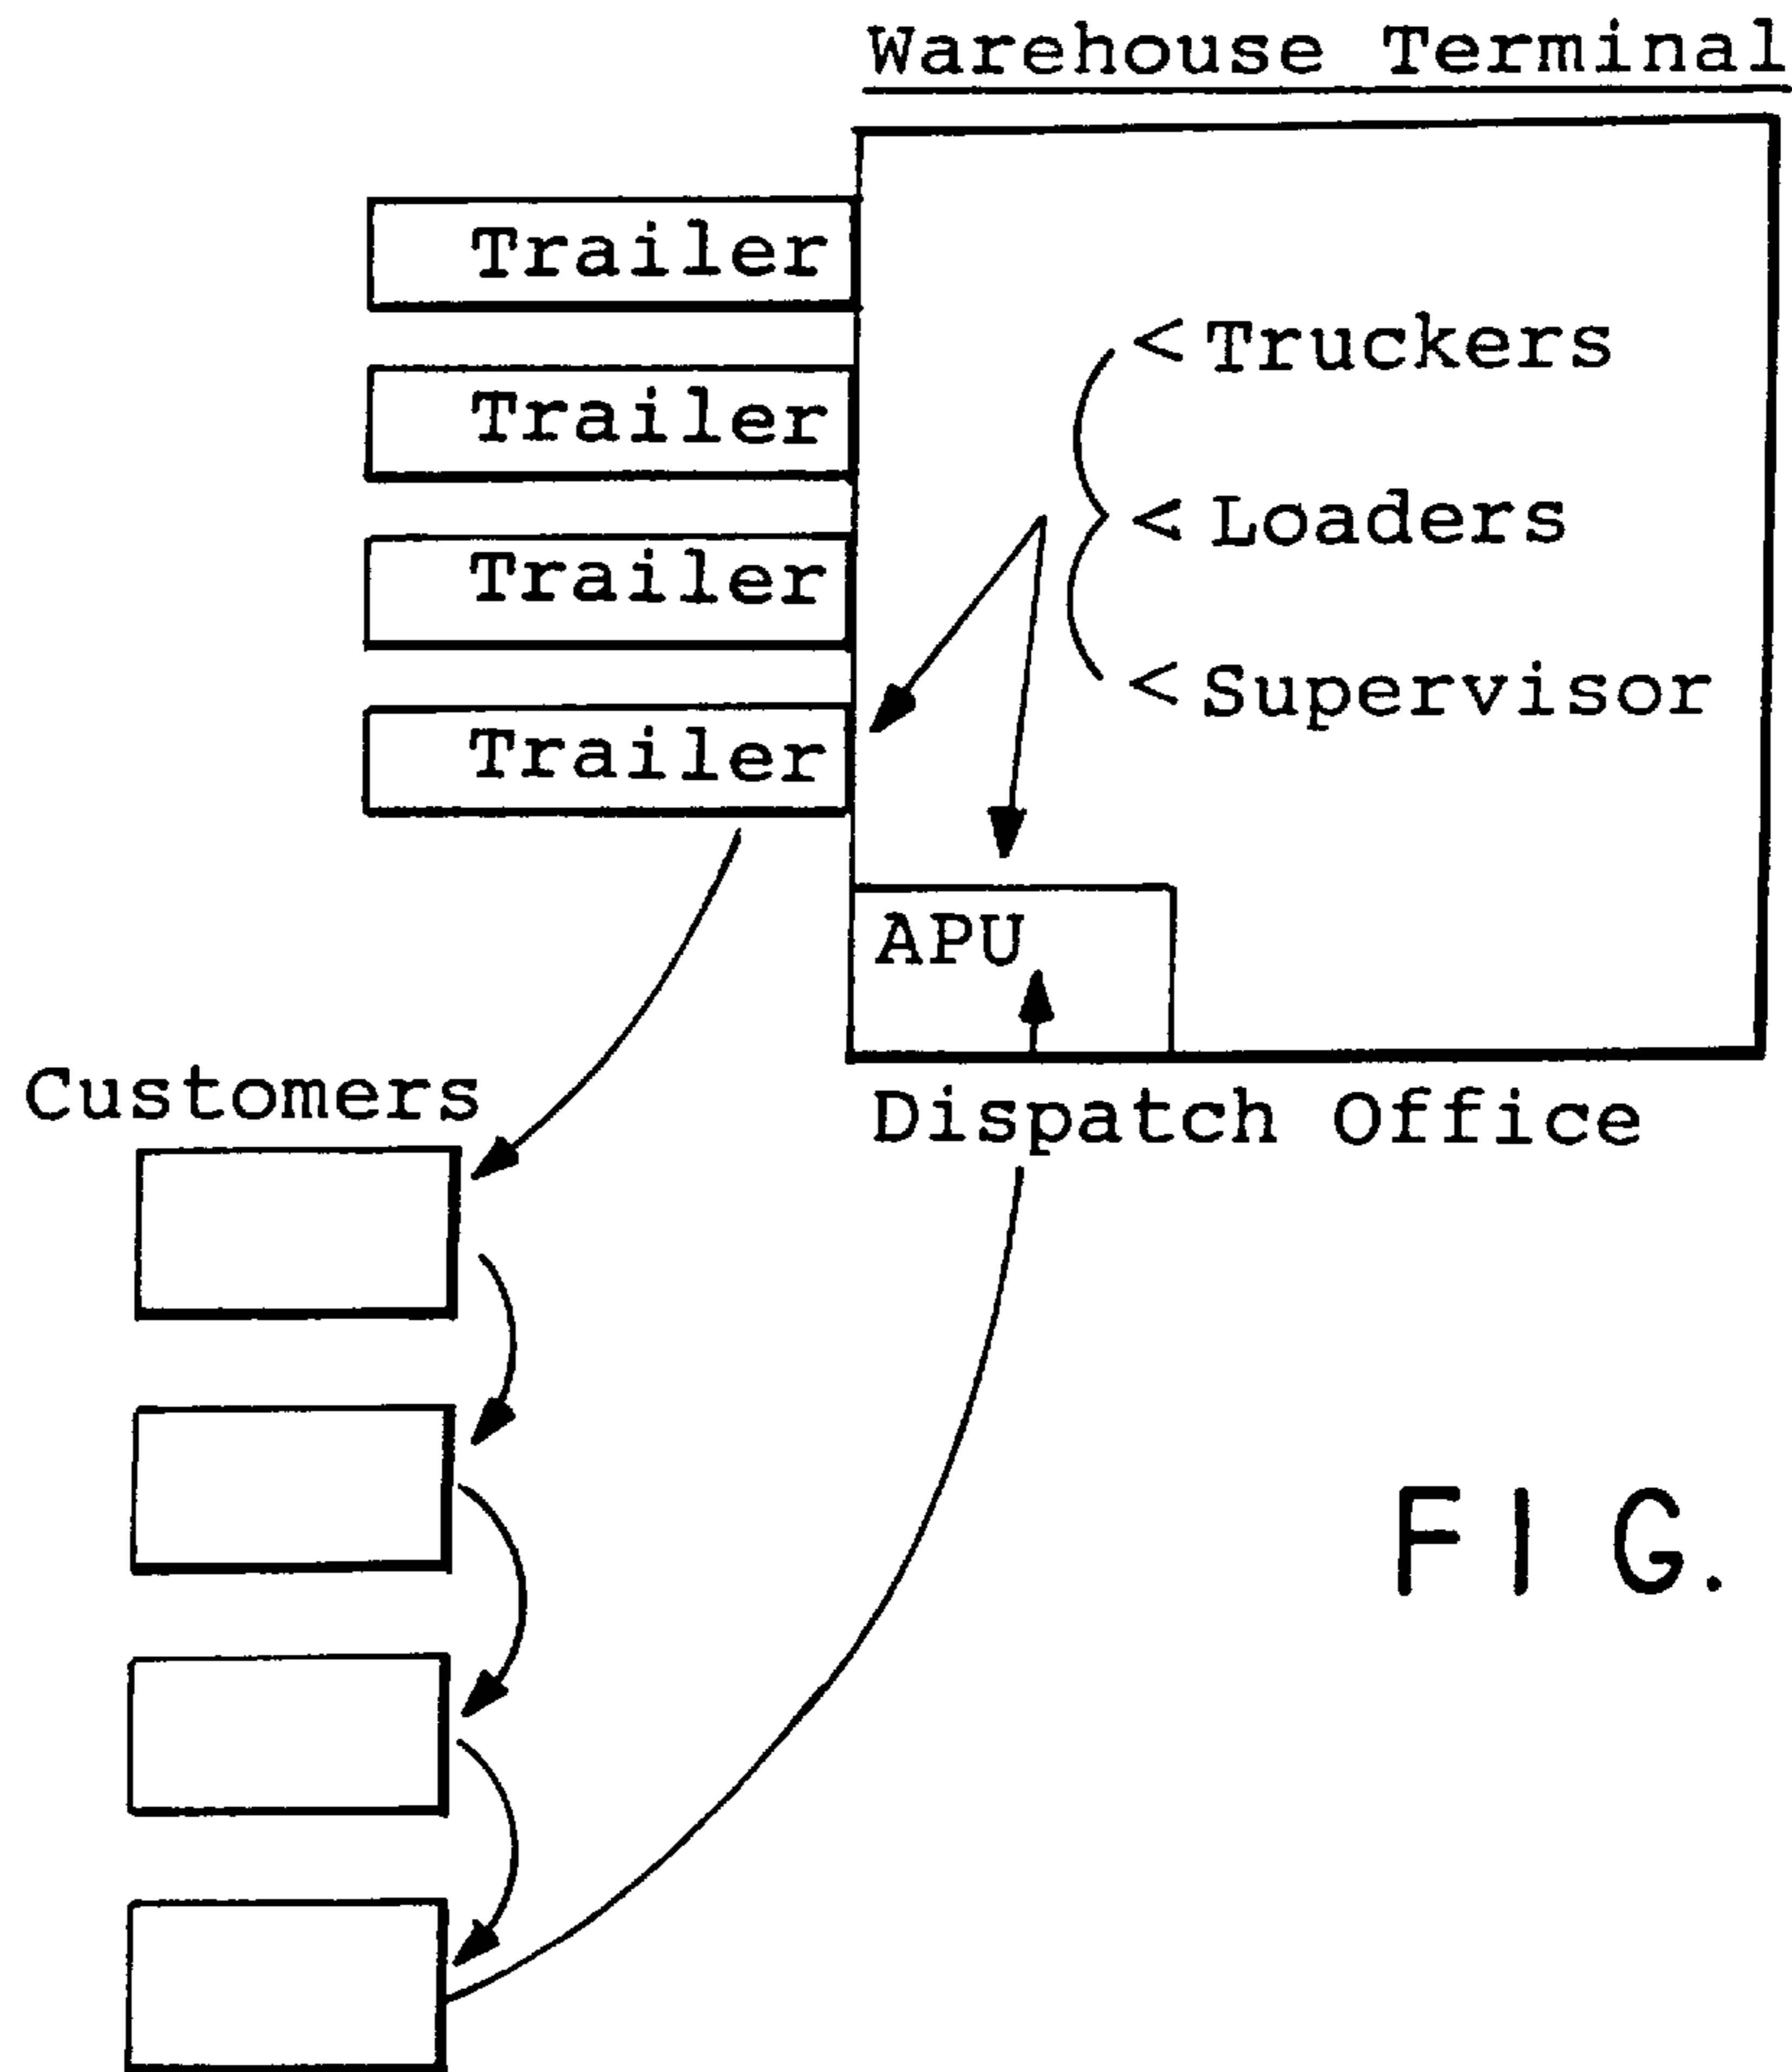 Warehouse Terminal
Trailer
Trailer
Trailer
Trailer
< Truckers
< Loaders
< Supervisor
APU
Dispatch Office
Customers
FIG.